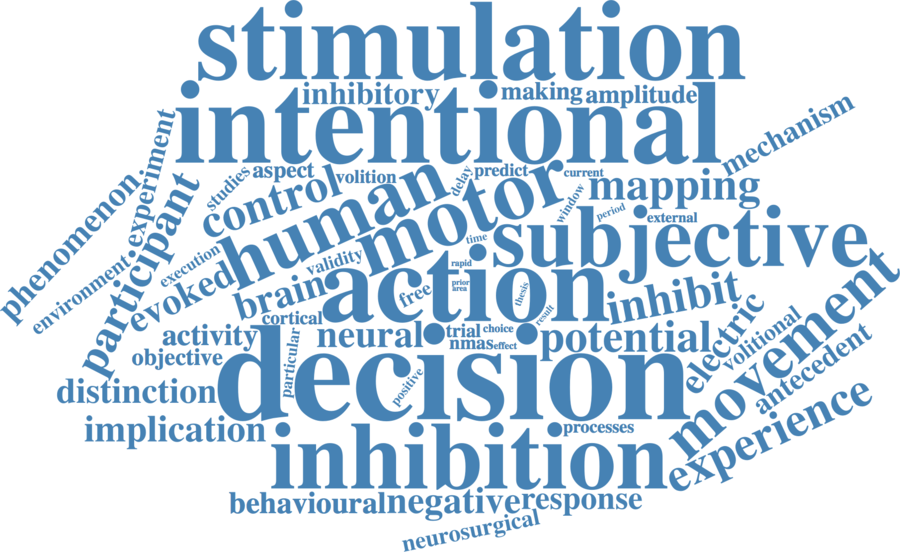 stimulation
inhibitory making amplitude
intentional
mechanism
experiment
studies aspect volition delay predict current
phenomenon
participant
control
human
motor
window
mapping
period
external
environment
execution
evoked
validity
time
subjective
brain
action
rapid
free
prior
area
thesis
result
inhibit
cortical
activity
neural
trial choice
nmas effect
potential
electric
volitional
movement
antecedent
objective
particular
decision
positive
distinction
implication
inhibition
processes
experience
behavioural negative response
neurosurgical